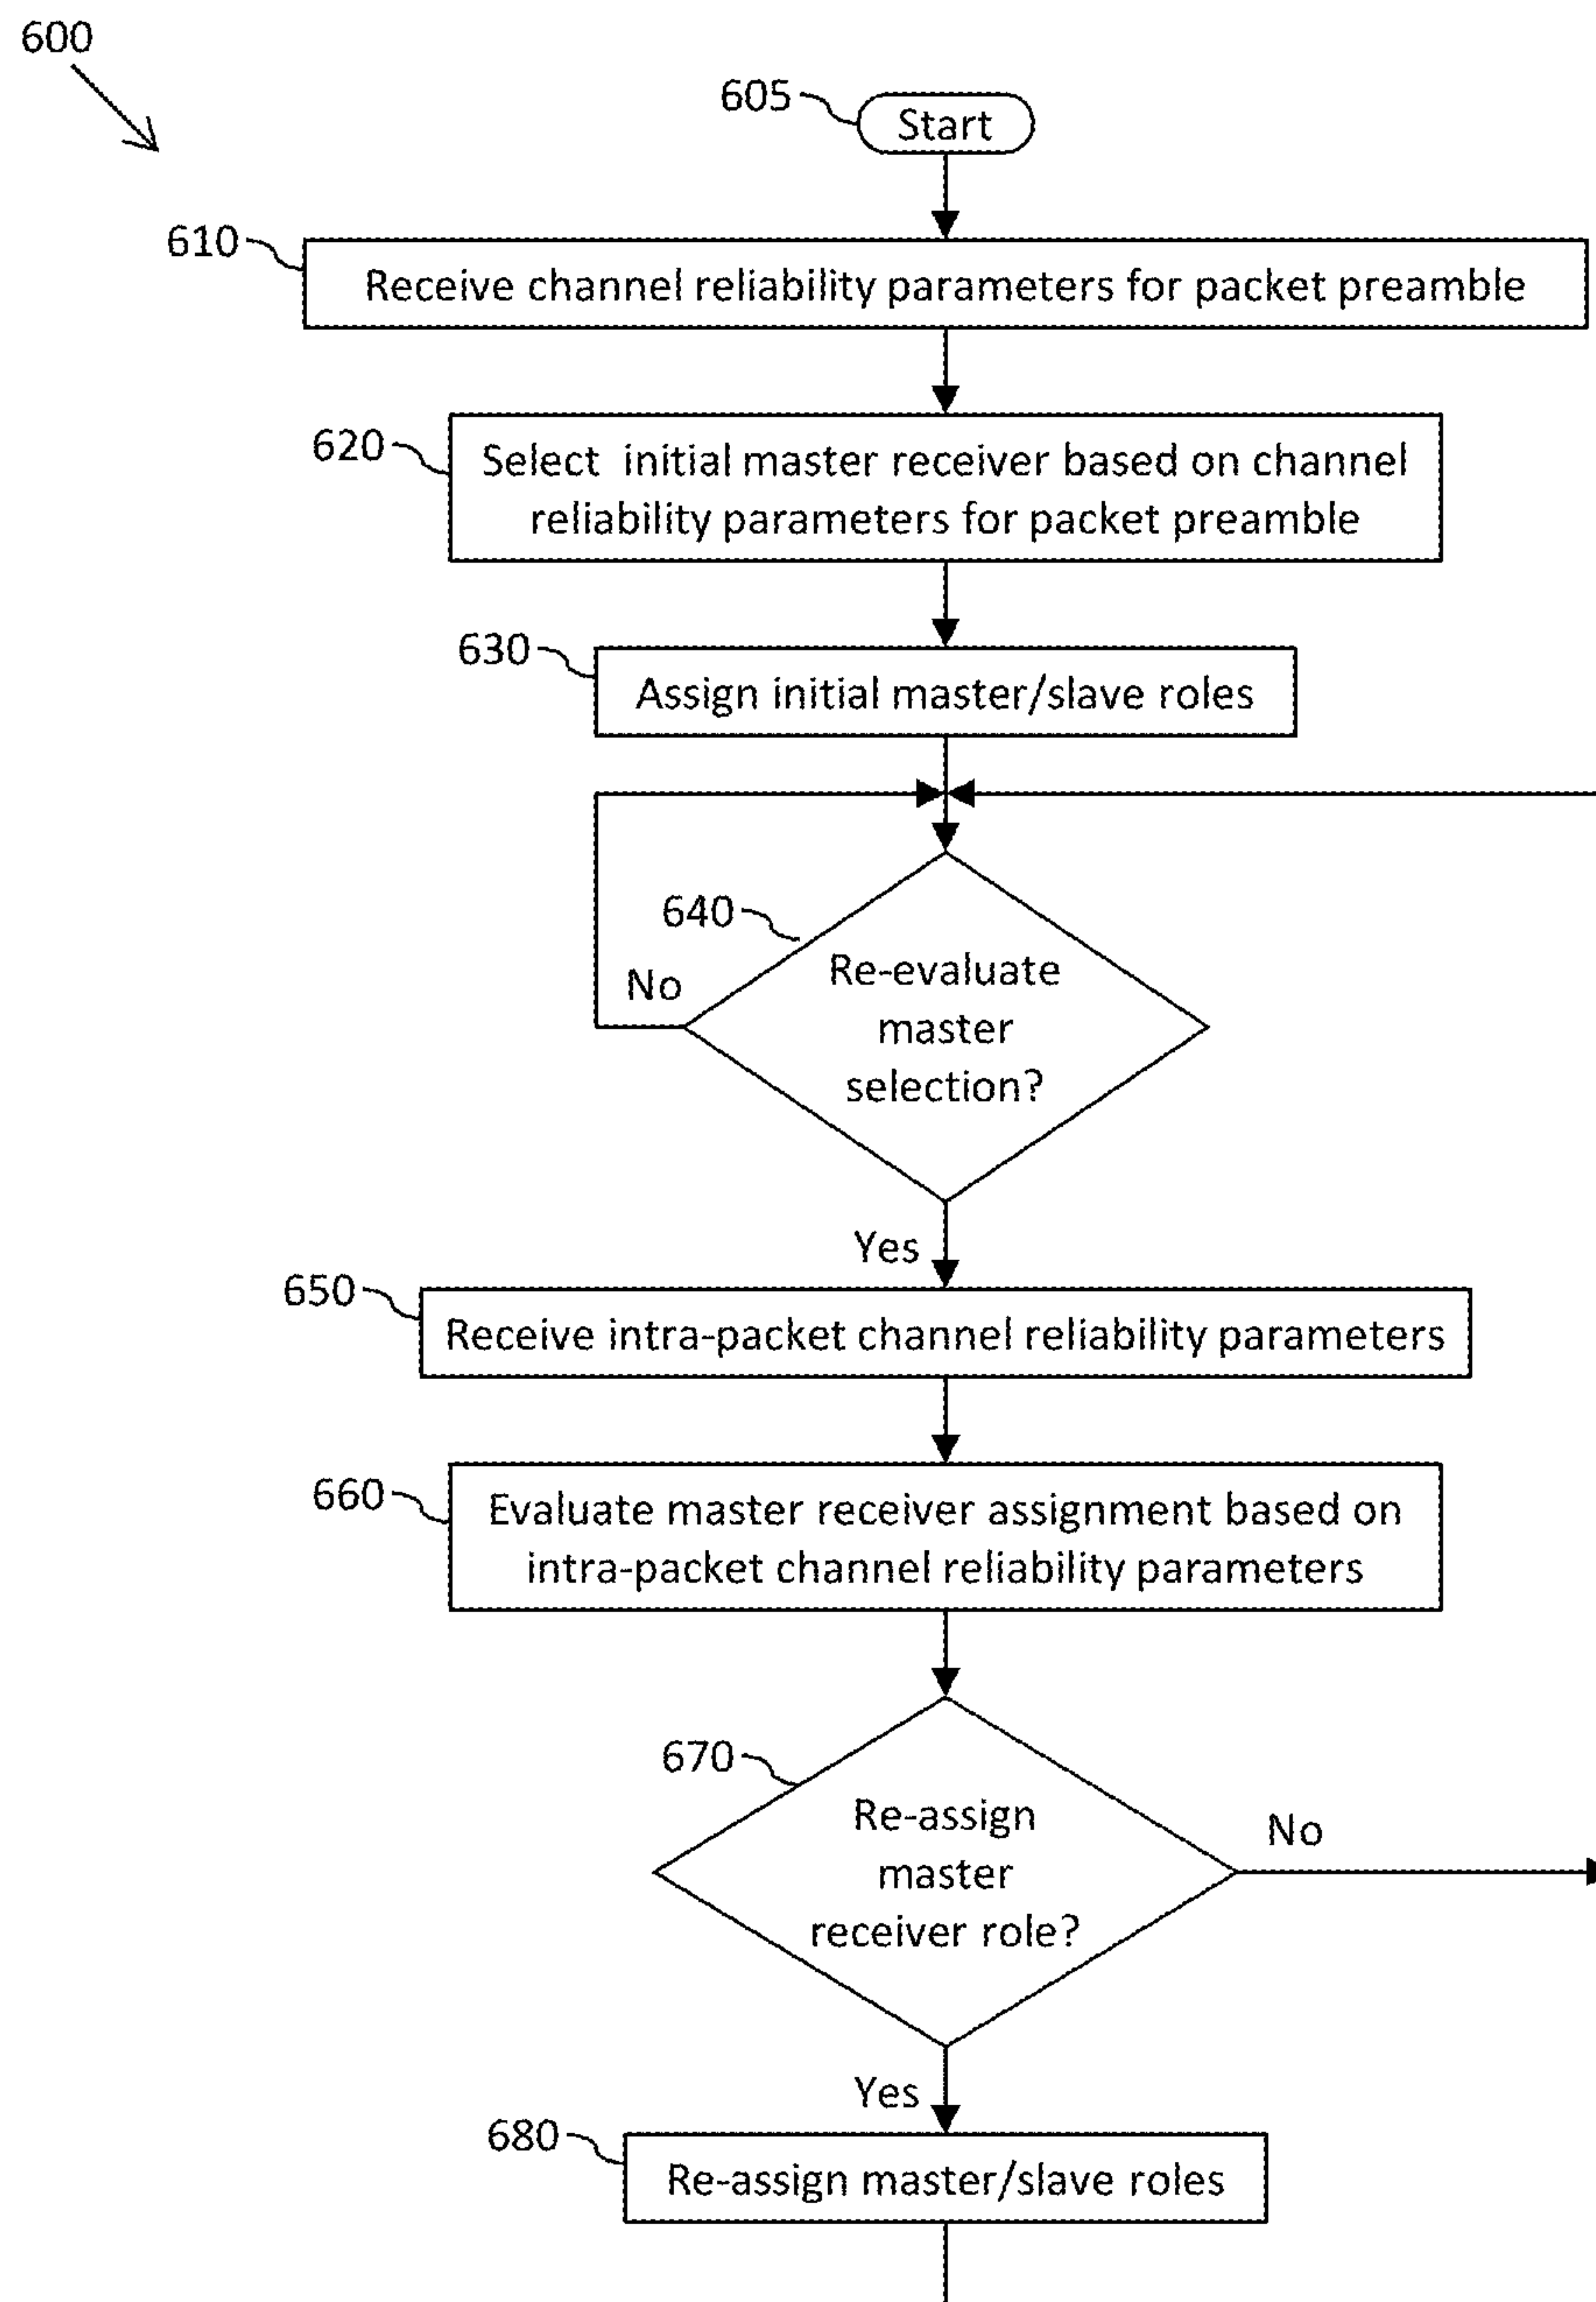 600
605
Start
610
Receive channel reliability parameters for packet preamble
620
Select initial master receiver based on channel
reliability parameters for packet preamble
630
Assign initial master/slave roles
640
Re-evaluate
master
selection?
No
Yes
650
Receive intra-packet channel reliability parameters
660
Evaluate master receiver assignment based on
intra-packet channel reliability parameters
670
Re-assign
master
receiver role?
No
Yes
680
Re-assign master/slave roles